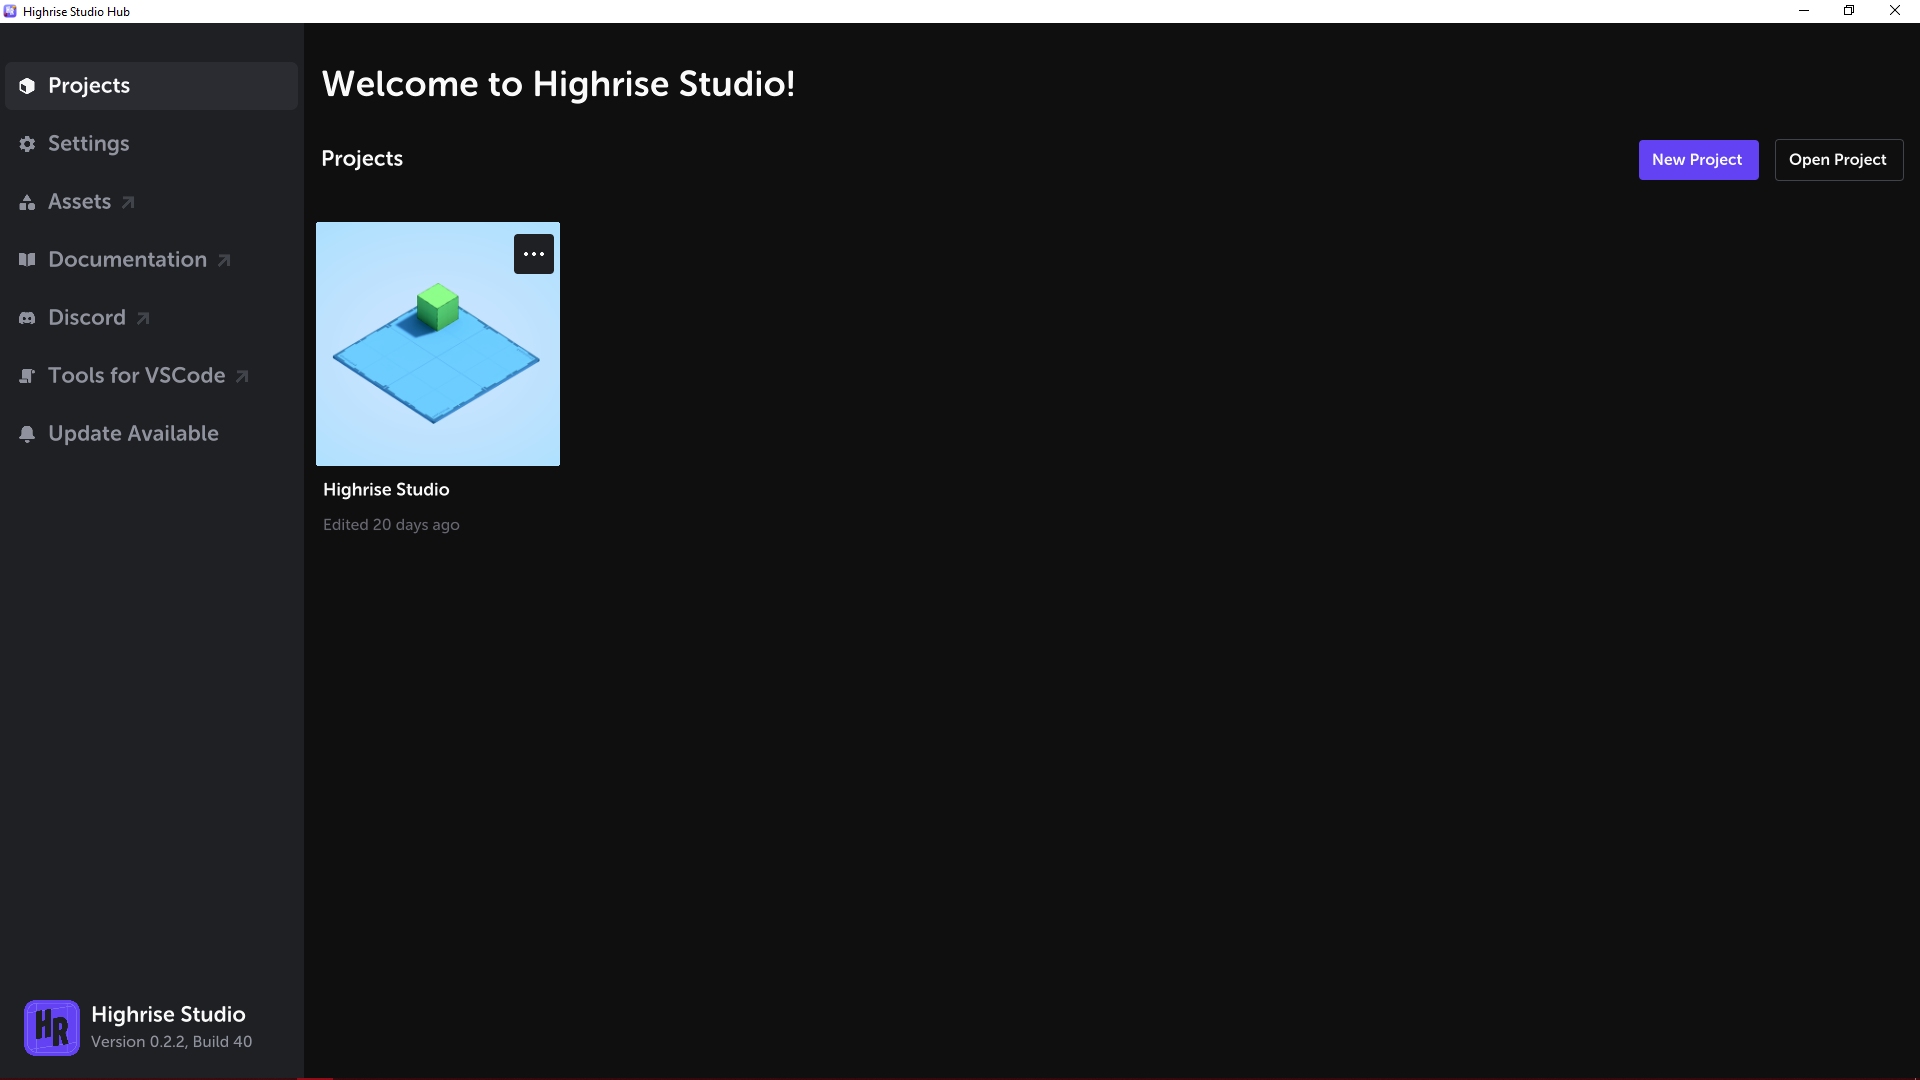 Highrise Studio Hub
Projects
Settings
Assets
Documentation
Discord
Tools for VSCode
Update Available
Welcome to Highrise Studio!
Projects
New Project
Open Project
Highrise Studio
Edited 20 days ago
HR
Highrise Studio
Version 0.2.2, Build 40